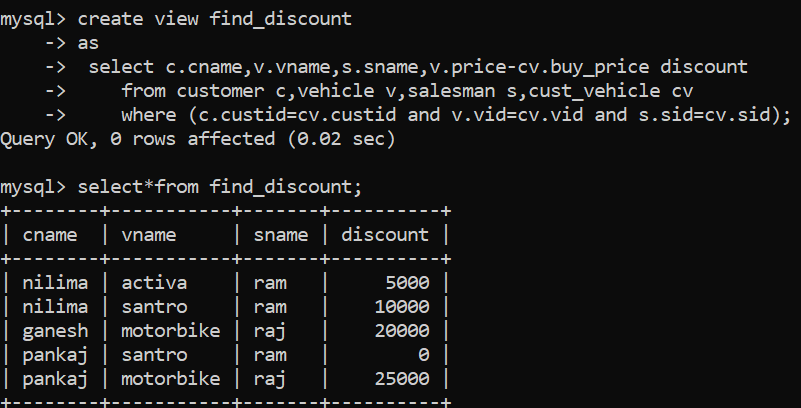 mysql> create view find_discount
    -> as
    ->  select c.cname,v.vname,s.sname,v.price-cv.buy_price discount
    ->     from customer c,vehicle v,salesman s,cust_vehicle cv
    ->     where (c.custid=cv.custid and v.vid=cv.vid and s.sid=cv.sid);
Query OK, 0 rows affected (0.02 sec)

mysql> select*from find_discount;
+--------+-----------+-------+----------+
| cname  | vname     | sname | discount |
+--------+-----------+-------+----------+
| nilima | activa    | ram   |     5000 |
| nilima | santro    | ram   |    10000 |
| ganesh | motorbike | raj   |    20000 |
| pankaj | santro    | ram   |        0 |
| pankaj | motorbike | raj   |    25000 |
+--------+-----------+-------+----------+